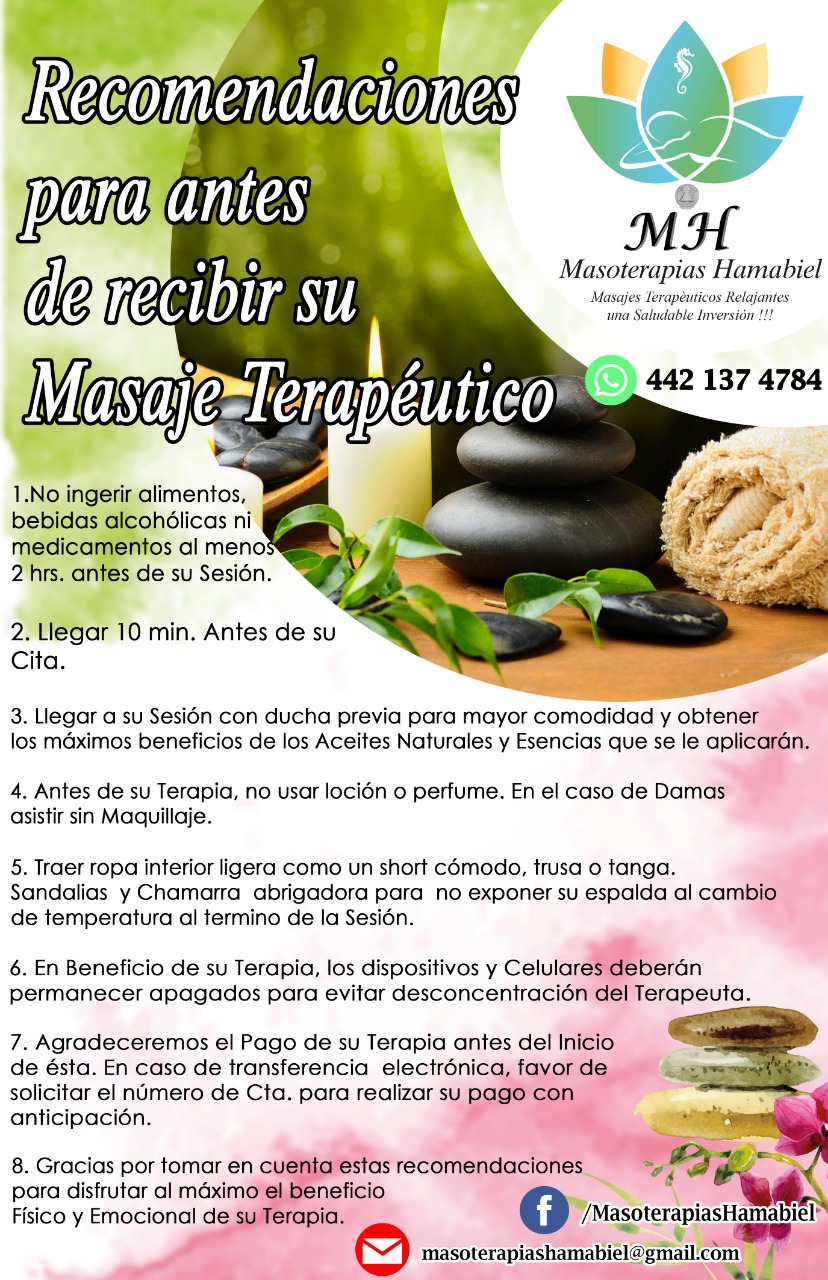 Recomendaciones
para antes
de recibir su
Masaje Terapéutico
MH
Masoterapias Hamabiel
Masajes Terapèuticos Relajantes
una Saludable Inversión !!!
442 137 4784
1.No ingerir alimentos,
bebidas alcohólicas ni
medicamentos al menos
2 hrs. antes de su Sesión.
2. Llegar 10 min. Antes de su
Cita.
3. Llegar a su Sesión con ducha previa para mayor comodidad y obtener
los máximos beneficios de los Aceites Naturales y Esencias que se le aplicarán.
4. Antes de su Terapia, no usar loción o perfume. En el caso de Damas
asistir sin Maquillaje.
5. Traer ropa interior ligera como un short cómodo, trusa o tanga.
Sandalias y Chamarra abrigadora para no exponer su espalda al cambio
de temperatura al termino de la Sesión.
6. En Beneficio de su Terapia, los dispositivos y Celulares deberán
permanecer apagados para evitar desconcentración del Terapeuta.
7. Agradeceremos el Pago de su Terapia antes del Inicio
de ésta. En caso de transferencia electrónica, favor de
solicitar el número de Cta. para realizar su pago con
anticipación.
8. Gracias por tomar en cuenta estas recomendaciones
para disfrutar al máximo el beneficio
Físico y Emocional de su Terapia.
/MasoterapiasHamabiel
masoterapiashamabiel@gmail.com